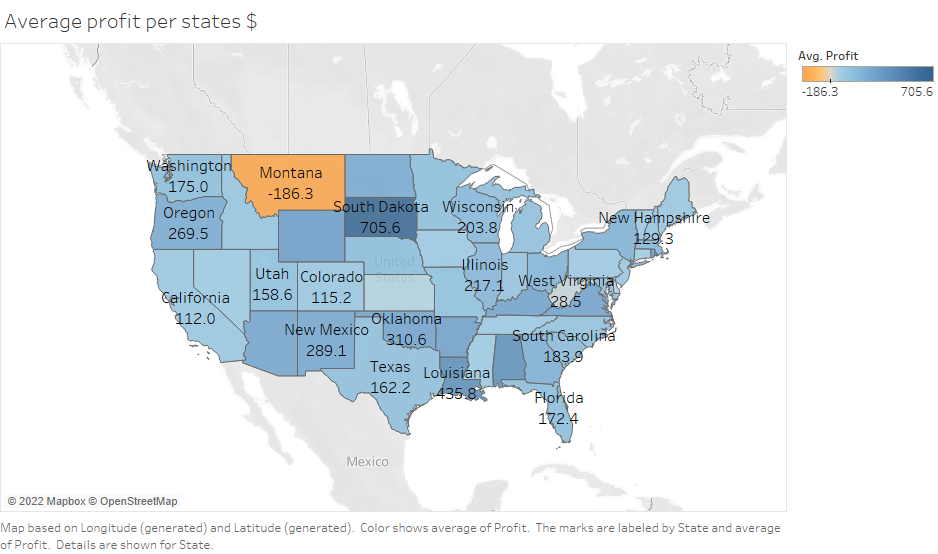 Average profit per states $
Avg. Profit
-186.3 705.6
Washington
175.0
Montana
-186.3
Oregon
269.5
South Dakota
705.6
Wisconsin
203.8
New Hampshire
129.3
United
States
Utah
158.6
Colorado
115.2
Illinois
217.1
West Virginia
28.5
California
112.0
New Mexico
289.1
Oklahoma
310.6
South Carolina
183.9
Texas
162.2
Louisiana
435.8
Florida
172.4
Mexico
© 2022 Mapbox © OpenStreetMap
Map based on Longitude (generated) and Latitude (generated). Color shows average of Profit. The marks are labeled by State and average
of Profit. Details are shown for State.